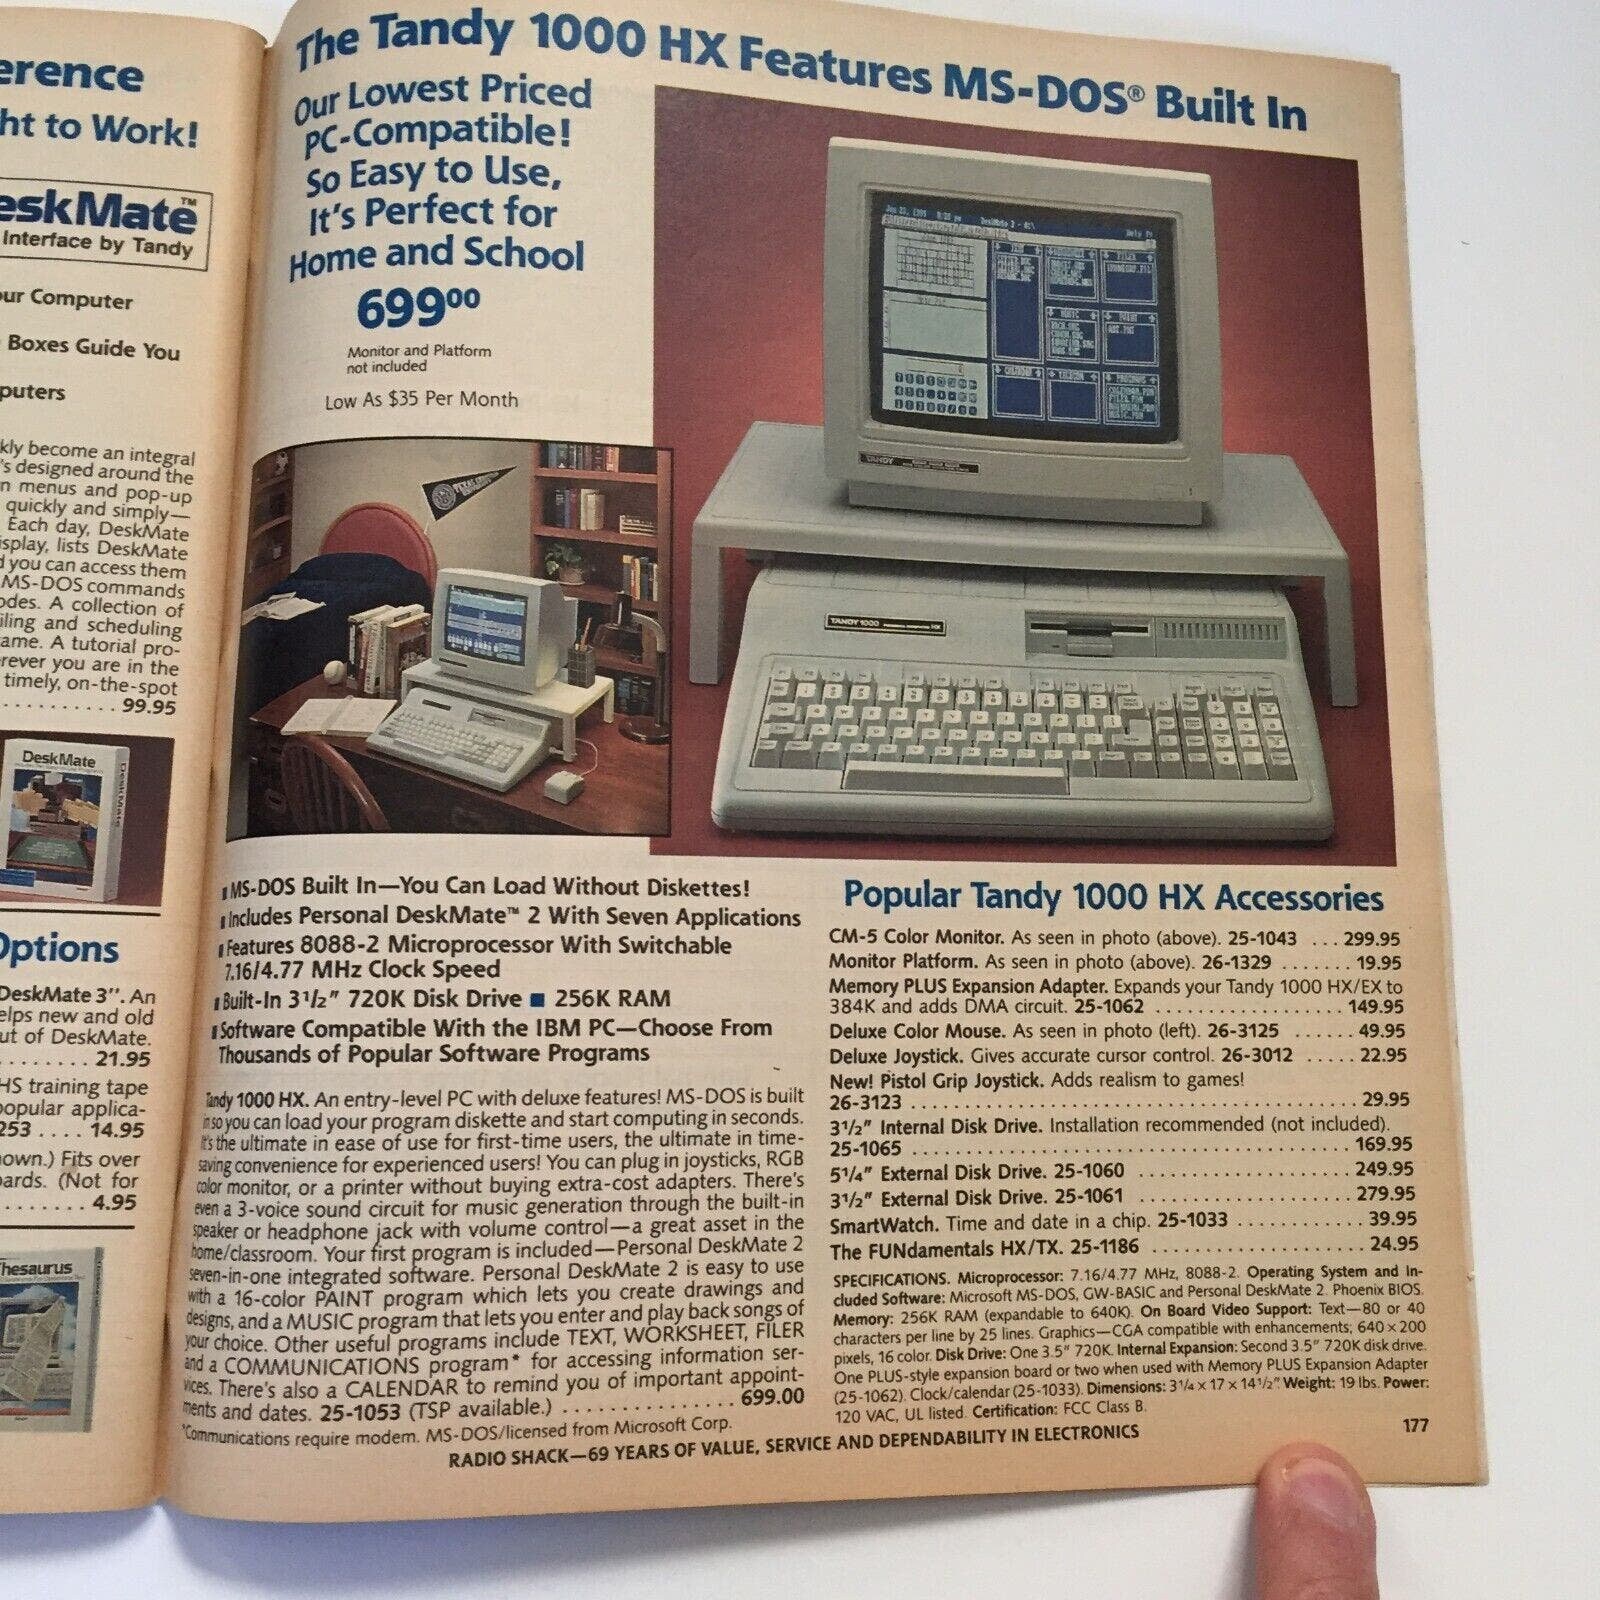 erence
ht to Work!
eskMate™
Interface by Tandy
our Computer
Boxes Guide You
puters
kly become an integral
's designed around the
n menus and pop-up
quickly and simply—
Each day, DeskMate
isplay, lists DeskMate
d you can access them
MS-DOS commands
odes. A collection of
iling and scheduling
ame. A tutorial pro-
rever you are in the
timely, on-the-spot
. . . . . . . . . . . 99.95
DeskMate
DeskMate
Options
DeskMate 3". An
elps new and old
ut of DeskMate.
. . . . . . . . 21.95
HS training tape
popular applica-
253 . . . . 14.95
own.) Fits over
oards. (Not for
. . . . . . . . 4.95
Thesaurus
The Tandy 1000 HX Features MS-DOS® Built In
Our Lowest Priced
PC-Compatible!
So Easy to Use,
It's Perfect for
Home and School
699⁰⁰
Monitor and Platform
not included
Low As $35 Per Month
TANDY
TANDY 1000 HX
■ MS-DOS Built In—You Can Load Without Diskettes!
■ Includes Personal DeskMate™ 2 With Seven Applications
■ Features 8088-2 Microprocessor With Switchable
7.16/4.77 MHz Clock Speed
■ Built-In 3½" 720K Disk Drive ■ 256K RAM
■ Software Compatible With the IBM PC—Choose From
Thousands of Popular Software Programs
Tandy 1000 HX. An entry-level PC with deluxe features! MS-DOS is built
in so you can load your program diskette and start computing in seconds.
It's the ultimate in ease of use for first-time users, the ultimate in time-
saving convenience for experienced users! You can plug in joysticks, RGB
color monitor, or a printer without buying extra-cost adapters. There's
even a 3-voice sound circuit for music generation through the built-in
speaker or headphone jack with volume control—a great asset in the
home/classroom. Your first program is included—Personal DeskMate 2
seven-in-one integrated software. Personal DeskMate 2 is easy to use
with a 16-color PAINT program which lets you create drawings and
designs, and a MUSIC program that lets you enter and play back songs of
your choice. Other useful programs include TEXT, WORKSHEET, FILER
and a COMMUNICATIONS program* for accessing information ser-
vices. There's also a CALENDAR to remind you of important appoint-
ments and dates. 25-1053 (TSP available.) . . . . . . . . . . . . . . . 699.00
*Communications require modem. MS-DOS/licensed from Microsoft Corp.
Popular Tandy 1000 HX Accessories
CM-5 Color Monitor. As seen in photo (above). 25-1043 . . . 299.95
Monitor Platform. As seen in photo (above). 26-1329 . . . . . . . 19.95
Memory PLUS Expansion Adapter. Expands your Tandy 1000 HX/EX to
384K and adds DMA circuit. 25-1062 . . . . . . . . . . . . . . . . . . 149.95
Deluxe Color Mouse. As seen in photo (left). 26-3125 . . . . . . 49.95
Deluxe Joystick. Gives accurate cursor control. 26-3012 . . . . . 22.95
New! Pistol Grip Joystick. Adds realism to games!
26-3123 . . . . . . . . . . . . . . . . . . . . . . . . . . . . . . . . . . . . . . . . . 29.95
3½" Internal Disk Drive. Installation recommended (not included).
25-1065 . . . . . . . . . . . . . . . . . . . . . . . . . . . . . . . . . . . . . . . . 169.95
5¼" External Disk Drive. 25-1060 . . . . . . . . . . . . . . . . . . . . 249.95
3½" External Disk Drive. 25-1061 . . . . . . . . . . . . . . . . . . . . 279.95
SmartWatch. Time and date in a chip. 25-1033 . . . . . . . . . . . . 39.95
The FUNdamentals HX/TX. 25-1186 . . . . . . . . . . . . . . . . . . . . 24.95
SPECIFICATIONS. Microprocessor: 7.16/4.77 MHz, 8088-2. Operating System and In-
cluded Software: Microsoft MS-DOS, GW-BASIC and Personal DeskMate 2. Phoenix BIOS.
Memory: 256K RAM (expandable to 640K). On Board Video Support: Text—80 or 40
characters per line by 25 lines. Graphics—CGA compatible with enhancements; 640 × 200
pixels, 16 color. Disk Drive: One 3.5" 720K. Internal Expansion: Second 3.5" 720K disk drive.
One PLUS-style expansion board or two when used with Memory PLUS Expansion Adapter
(25-1062). Clock/calendar (25-1033). Dimensions: 3¼ × 17 × 14½". Weight: 19 lbs. Power:
120 VAC, UL listed. Certification: FCC Class B.
RADIO SHACK—69 YEARS OF VALUE, SERVICE AND DEPENDABILITY IN ELECTRONICS
177